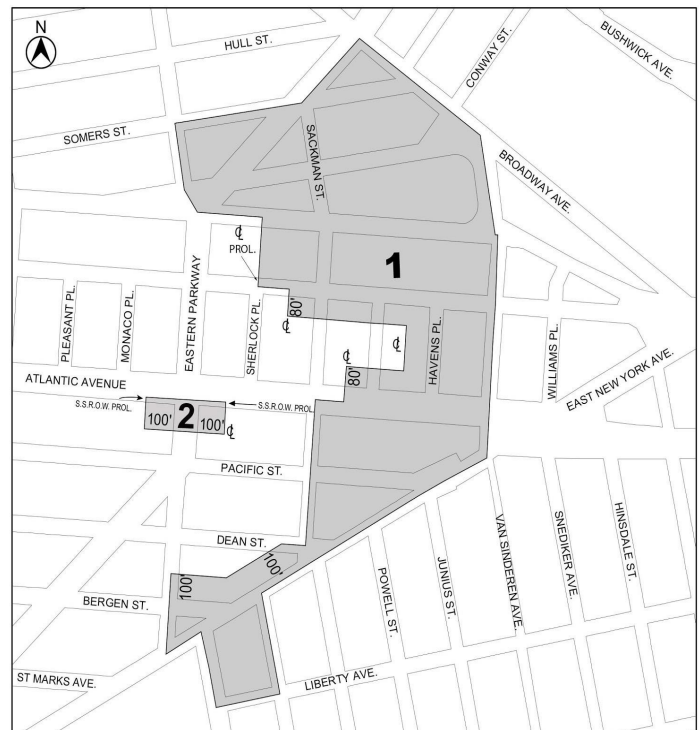 N
HULL ST.
CONWAY ST.
BUSHWICK AVE.
SOMERS ST.
SACKMAN ST.
BROADWAY AVE.
℄
PROL.
1
PLEASANT PL.
MONACO PL.
EASTERN PARKWAY
SHERLOCK PL.
80'
℄
HAVENS PL.
WILLIAMS PL.
℄
℄
80'
EAST NEW YORK AVE.
ATLANTIC AVENUE
S.S.R.O.W. PROL.
S.S.R.O.W. PROL.
100'
2
100'
℄
PACIFIC ST.
DEAN ST.
100'
100'
BERGEN ST.
POWELL ST.
JUNIUS ST.
VAN SINDEREN AVE.
SNEDIKER AVE.
HINSDALE ST.
ST MARKS AVE.
LIBERTY AVE.